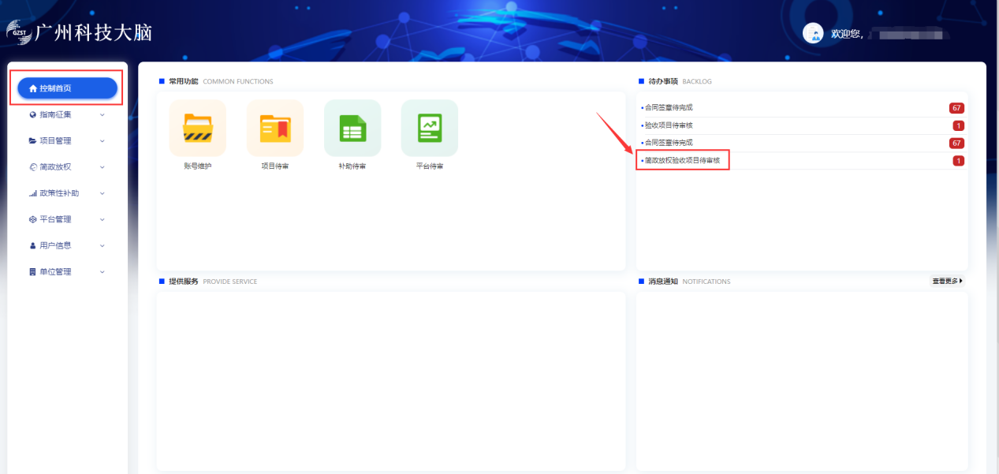 GZST 广州科技大脑
欢迎您,
控制首页
指南征集
项目管理
简政放权
政策性补助
平台管理
用户信息
单位管理
常用功能 COMMON FUNCTIONS
账号维护
项目待审
补助待审
平台待审
待办事项 BACKLOG
合同签章待完成 67
验收项目待审核 1
合同签章待完成 67
简政放权验收项目待审核 1
提供服务 PROVIDE SERVICE
消息通知 NOTIFICATIONS
查看更多